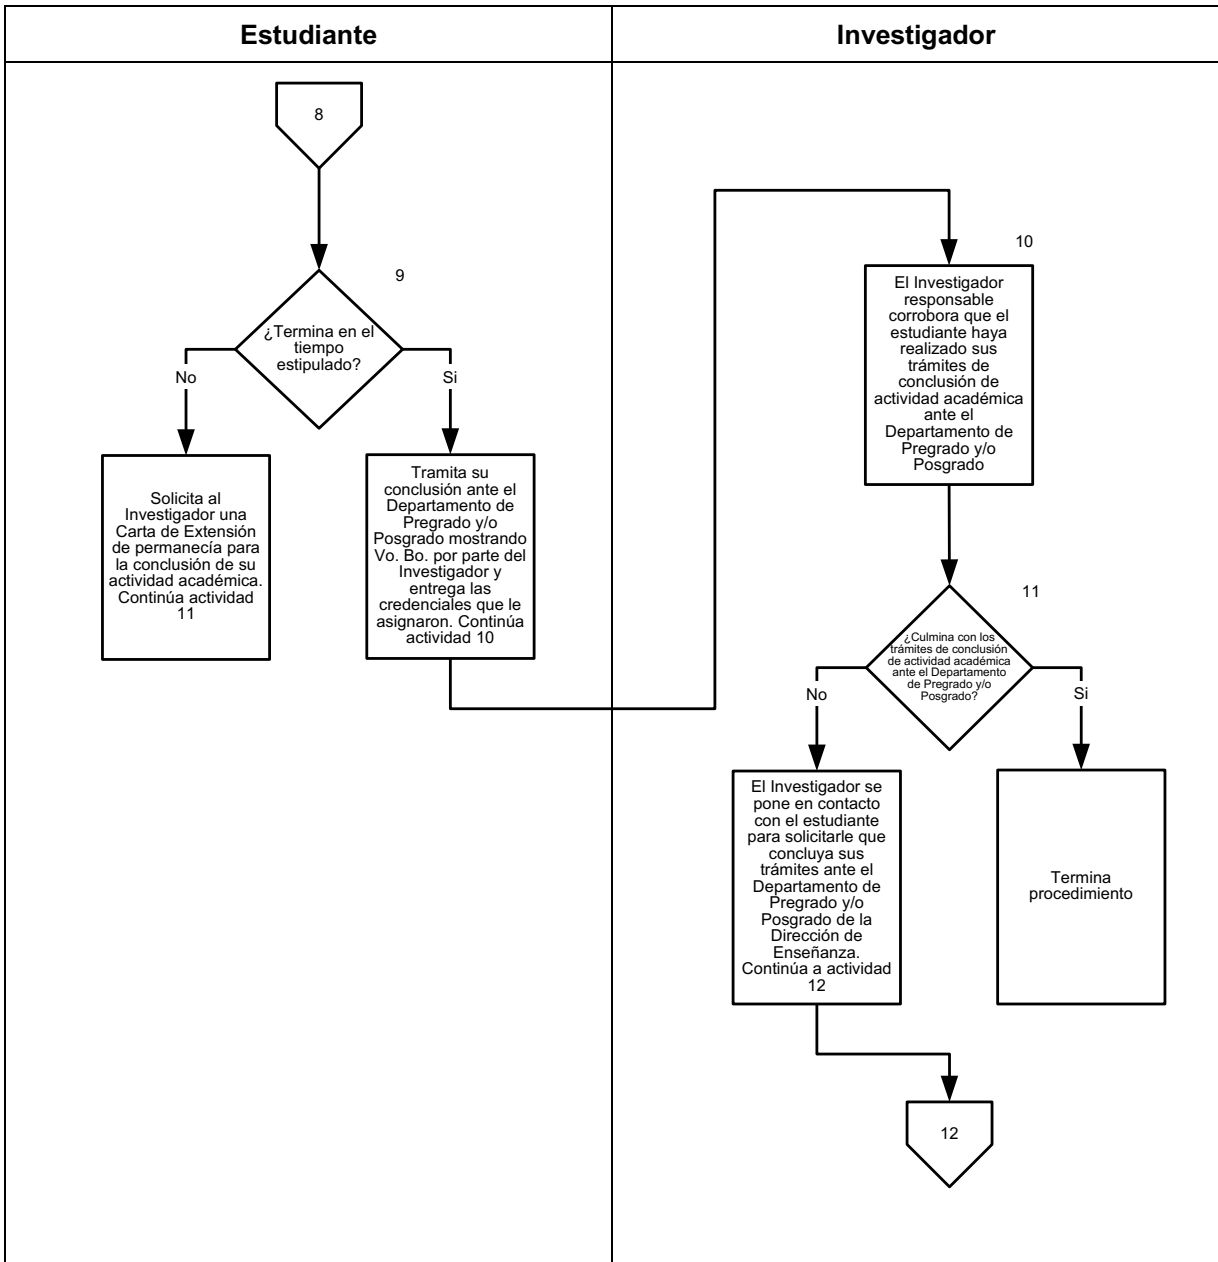 Estudiante
Investigador
8
9
¿Termina en el
tiempo
estipulado?
No
Si
Solicita al
Investigador una
Carta de Extensión
de permanecía para
la conclusión de su
actividad académica.
Continúa actividad
11
Tramita su
conclusión ante el
Departamento de
Pregrado y/o
Posgrado mostrando
Vo. Bo. por parte del
Investigador y
entrega las
credenciales que le
asignaron. Continúa
actividad 10
10
El Investigador
responsable
corrobora que el
estudiante haya
realizado sus
trámites de
conclusión de
actividad académica
ante el
Departamento de
Pregrado y/o
Posgrado
11
¿Culmina con los
trámites de conclusión
de actividad académica
ante el Departamento
de Pregrado y/o
Posgrado?
No
Si
El Investigador se
pone en contacto
con el estudiante
para solicitarle que
concluya sus
trámites ante el
Departamento de
Pregrado y/o
Posgrado de la
Dirección de
Enseñanza.
Continúa a actividad
12
Termina
procedimiento
12